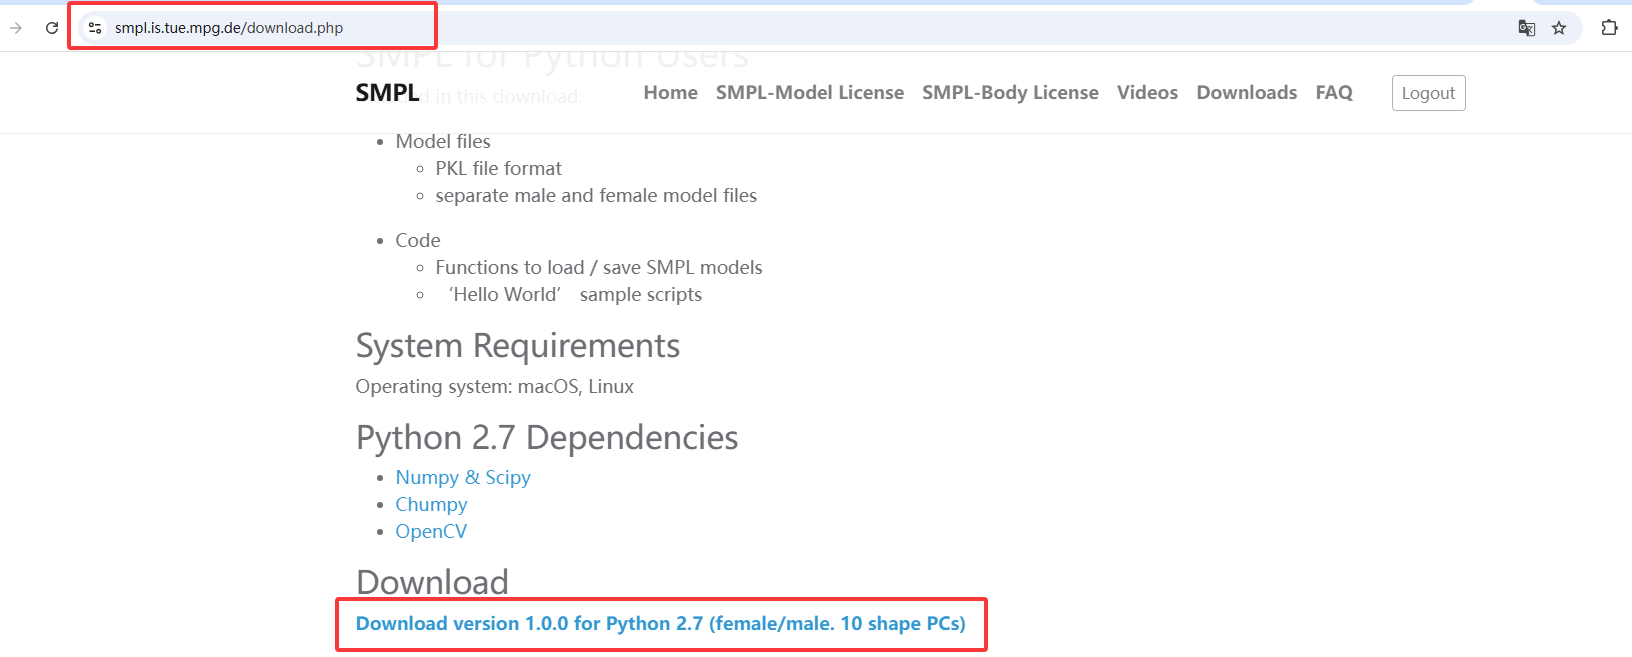 smpl.is.tue.mpg.de/download.php
SMPL for Python Users
in this download:
SMPL Home SMPL-Model License SMPL-Body License Videos Downloads FAQ Logout
Model files
PKL file format
separate male and female model files
Code
Functions to load / save SMPL models
‘Hello World’ sample scripts
System Requirements
Operating system: macOS, Linux
Python 2.7 Dependencies
Numpy & Scipy
Chumpy
OpenCV
Download
Download version 1.0.0 for Python 2.7 (female/male. 10 shape PCs)